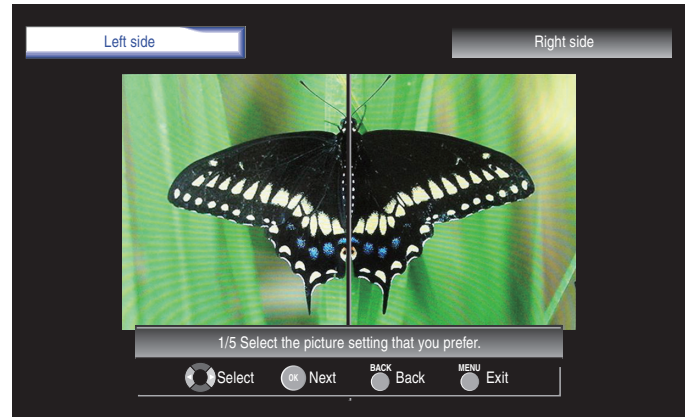 Left side
Right side
1/5 Select the picture setting that you prefer.
Select OK Next BACK Back MENU Exit